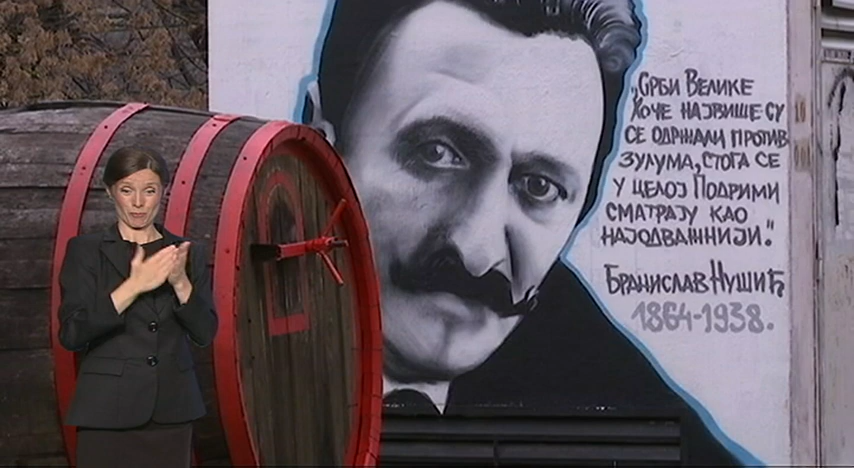 „СРБИ ВЕЛИКЕ
ХОЧЕ НАЈВИШЕ СУ
СЕ ОДРЖАЛИ ПРОТИВ
ЗУЛУМА, СТОГА СЕ
У ЦЕЛОЈ ПОДРИМИ
СМАТРАЈУ КАО
НАЈОДВАЖНИЈИ."
БРАНИСЛАВ НУШИЋ
1864-1938.